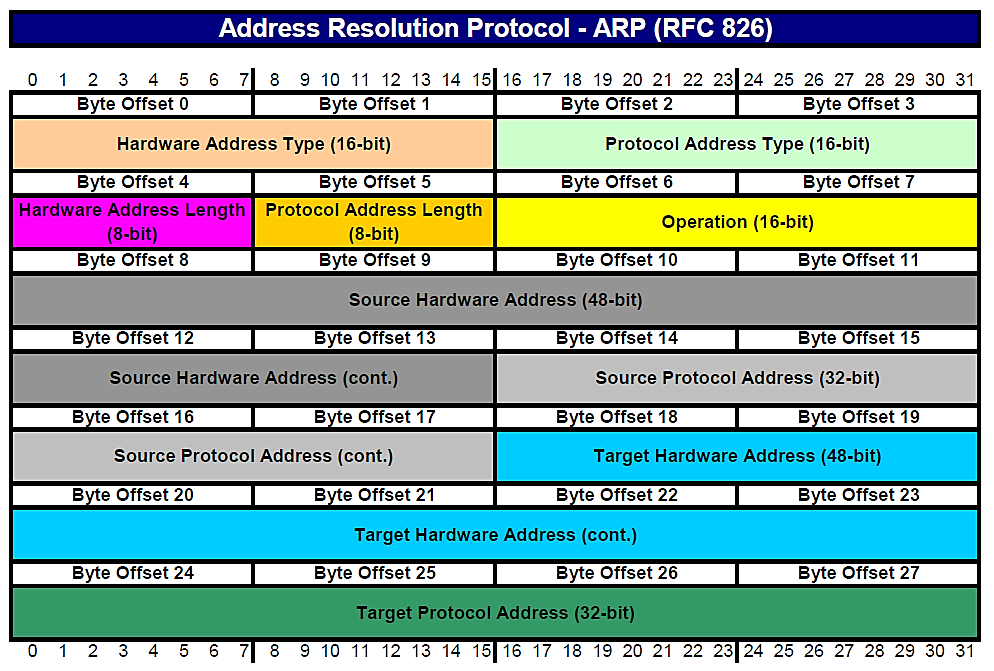 Address Resolution Protocol - ARP (RFC 826)
0 1 2 3 4 5 6 7 8 9 10 11 12 13 14 15 16 17 18 19 20 21 22 23 24 25 26 27 28 29 30 31
Byte Offset 0 Byte Offset 1 Byte Offset 2 Byte Offset 3
Hardware Address Type (16-bit) Protocol Address Type (16-bit)
Byte Offset 4 Byte Offset 5 Byte Offset 6 Byte Offset 7
Hardware Address Length (8-bit) Protocol Address Length (8-bit) Operation (16-bit)
Byte Offset 8 Byte Offset 9 Byte Offset 10 Byte Offset 11
Source Hardware Address (48-bit)
Byte Offset 12 Byte Offset 13 Byte Offset 14 Byte Offset 15
Source Hardware Address (cont.) Source Protocol Address (32-bit)
Byte Offset 16 Byte Offset 17 Byte Offset 18 Byte Offset 19
Source Protocol Address (cont.) Target Hardware Address (48-bit)
Byte Offset 20 Byte Offset 21 Byte Offset 22 Byte Offset 23
Target Hardware Address (cont.)
Byte Offset 24 Byte Offset 25 Byte Offset 26 Byte Offset 27
Target Protocol Address (32-bit)
0 1 2 3 4 5 6 7 8 9 10 11 12 13 14 15 16 17 18 19 20 21 22 23 24 25 26 27 28 29 30 31